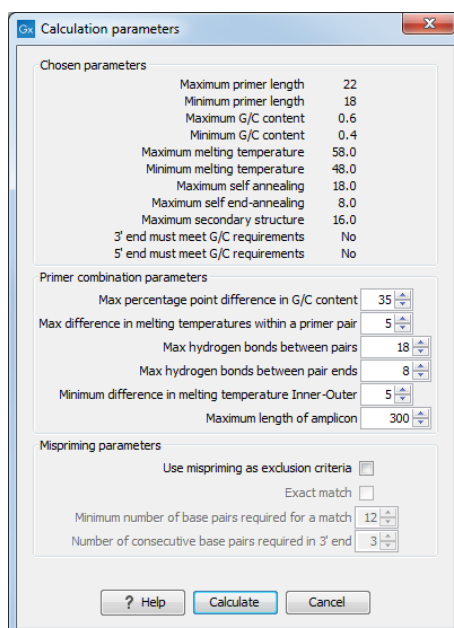 Gx Calculation parameters
Chosen parameters
Maximum primer length 22
Minimum primer length 18
Maximum G/C content 0.6
Minimum G/C content 0.4
Maximum melting temperature 58.0
Minimum melting temperature 48.0
Maximum self annealing 18.0
Maximum self end-annealing 8.0
Maximum secondary structure 16.0
3' end must meet G/C requirements No
5' end must meet G/C requirements No
Primer combination parameters
Max percentage point difference in G/C content 35
Max difference in melting temperatures within a primer pair 5
Max hydrogen bonds between pairs 18
Max hydrogen bonds between pair ends 8
Minimum difference in melting temperature Inner-Outer 5
Maximum length of amplicon 300
Mispriming parameters
Use mispriming as exclusion criteria
Exact match
Minimum number of base pairs required for a match 12
Number of consecutive base pairs required in 3' end 3
? Help Calculate Cancel